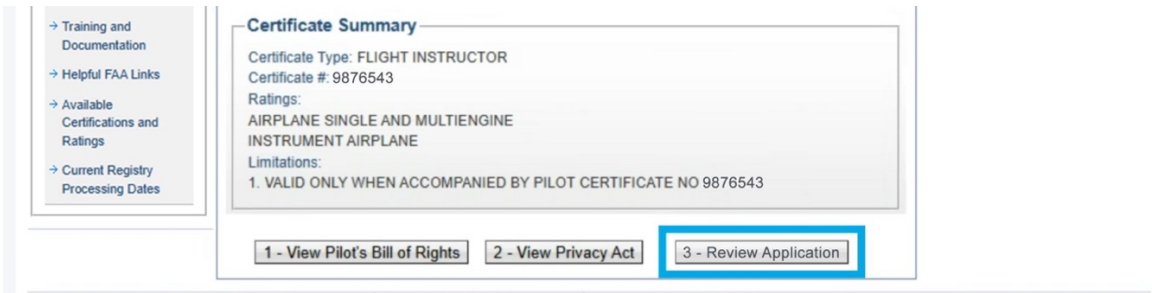 Training and
Documentation
Helpful FAA Links
Available
Certifications and
Ratings
Current Registry
Processing Dates
Certificate Summary
Certificate Type: FLIGHT INSTRUCTOR
Certificate #: 9876543
Ratings:
AIRPLANE SINGLE AND MULTIENGINE
INSTRUMENT AIRPLANE
Limitations:
1. VALID ONLY WHEN ACCOMPANIED BY PILOT CERTIFICATE NO 9876543
1 - View Pilot's Bill of Rights
2 - View Privacy Act
3 - Review Application